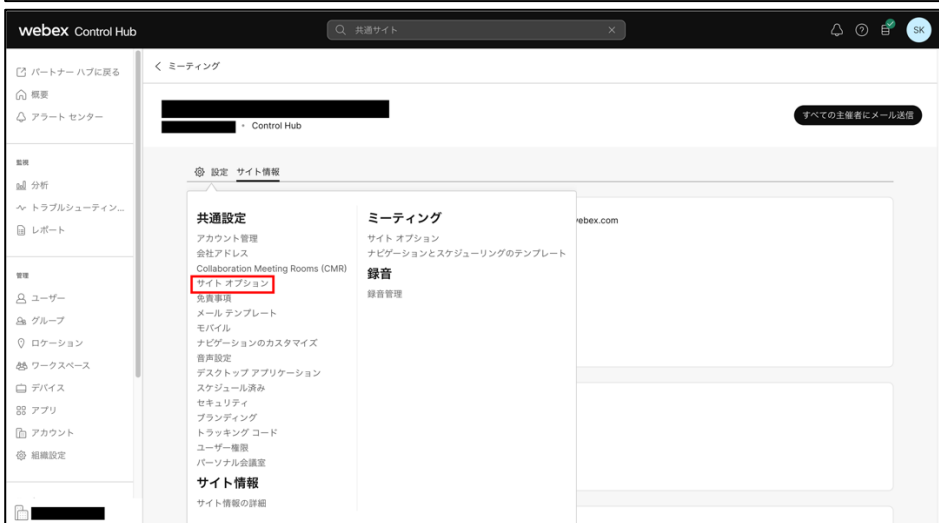 webex Control Hub
共通サイト
SK
パートナー ハブに戻る
概要
アラート センター
監視
分析
トラブルシューティン...
レポート
管理
ユーザー
グループ
ロケーション
ワークスペース
デバイス
アプリ
アカウント
組織設定
ミーティング
• Control Hub
すべての主催者にメール送信
設定 サイト情報
共通設定
アカウント管理
会社アドレス
Collaboration Meeting Rooms (CMR)
サイト オプション
免責事項
メール テンプレート
モバイル
ナビゲーションのカスタマイズ
音声設定
デスクトップ アプリケーション
スケジュール済み
セキュリティ
ブランディング
トラッキング コード
ユーザー権限
パーソナル会議室
サイト情報
サイト情報の詳細
ミーティング
サイト オプション
ナビゲーションとスケジューリングのテンプレート
録音
録音管理
ebex.com